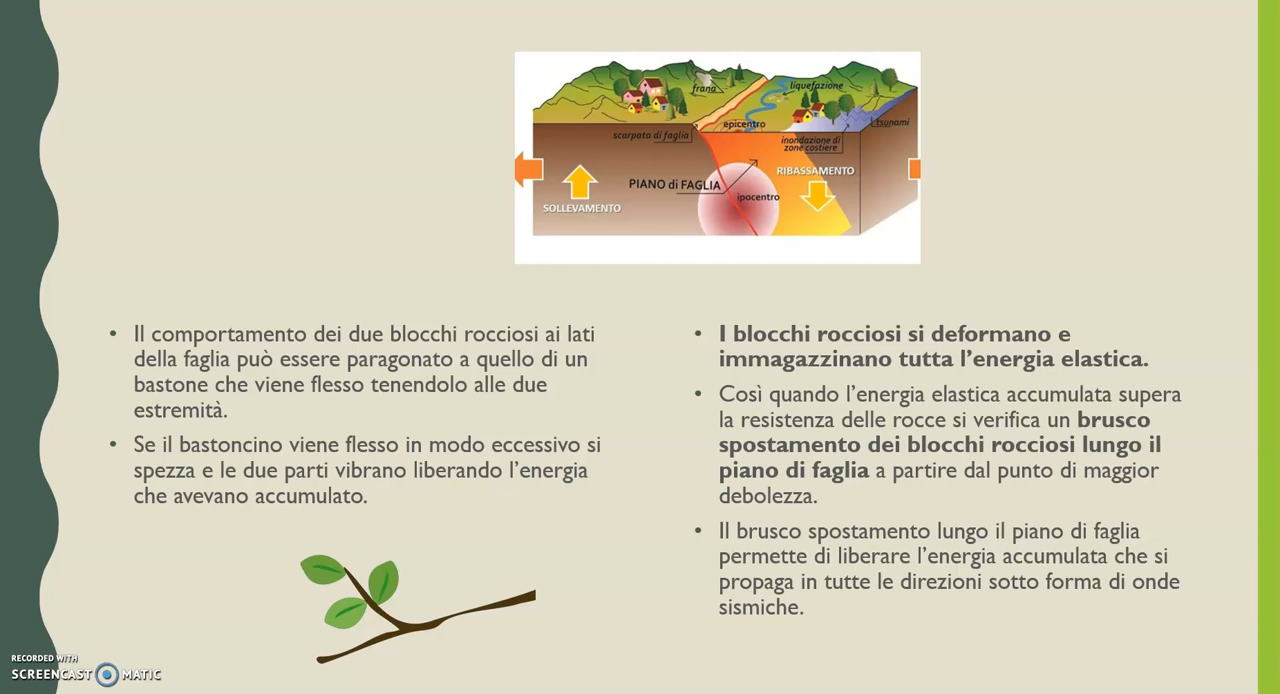 frana
liquefazione
epicentro
tsunami
scarpata di faglia
inondazione di
zone costiere
RIBASSAMENTO
PIANO di FAGLIA
ipocentro
SOLLEVAMENTO
• Il comportamento dei due blocchi rocciosi ai lati
della faglia può essere paragonato a quello di un
bastone che viene flesso tenendolo alle due
estremità.
• Se il bastoncino viene flesso in modo eccessivo si
spezza e le due parti vibrano liberando l'energia
che avevano accumulato.
• I blocchi rocciosi si deformano e
immagazzinano tutta l'energia elastica.
• Così quando l'energia elastica accumulata supera
la resistenza delle rocce si verifica un brusco
spostamento dei blocchi rocciosi lungo il
piano di faglia a partire dal punto di maggior
debolezza.
• Il brusco spostamento lungo il piano di faglia
permette di liberare l'energia accumulata che si
propaga in tutte le direzioni sotto forma di onde
sismiche.
RECORDED WITH
SCREENCAST MATIC